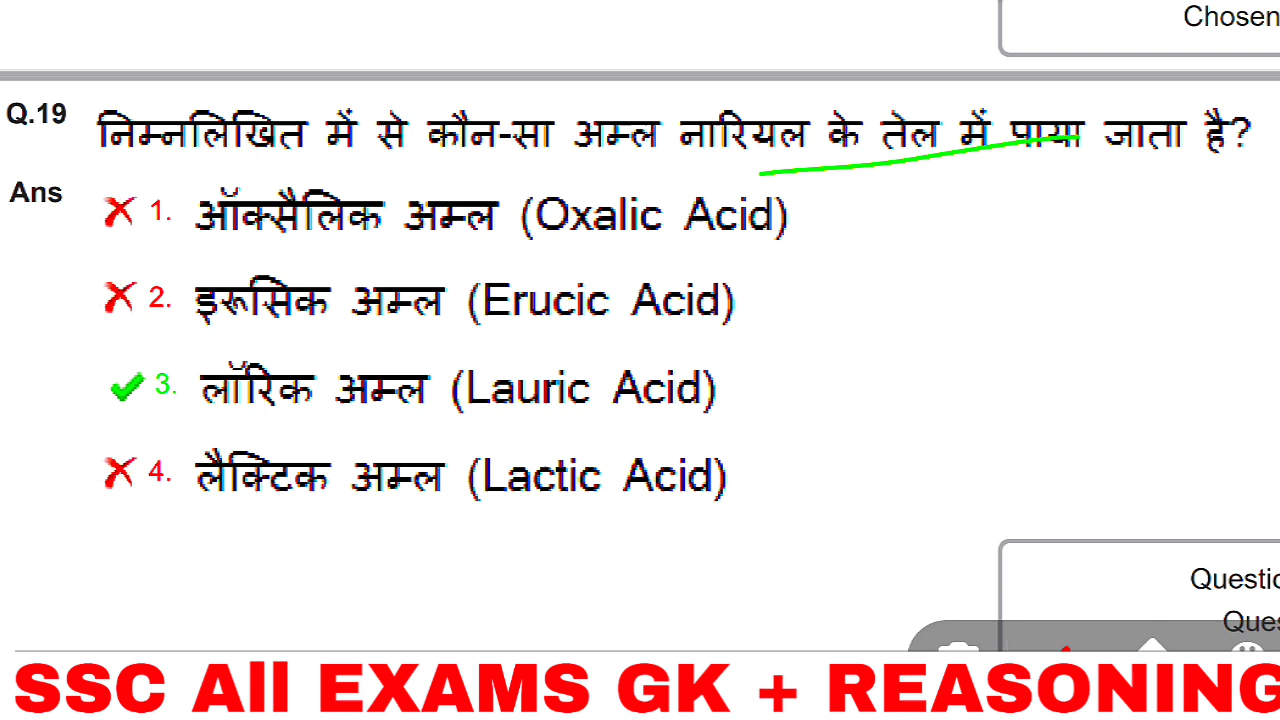 Chosen
Q.19 निम्नलिखित में से कौन-सा अम्ल नारियल के तेल में पाया जाता है?
Ans
1. ऑक्सैलिक अम्ल (Oxalic Acid)
2. इरूसिक अम्ल (Erucic Acid)
3. लॉरिक अम्ल (Lauric Acid)
4. लैक्टिक अम्ल (Lactic Acid)
SSC All EXAMS GK + REASONING